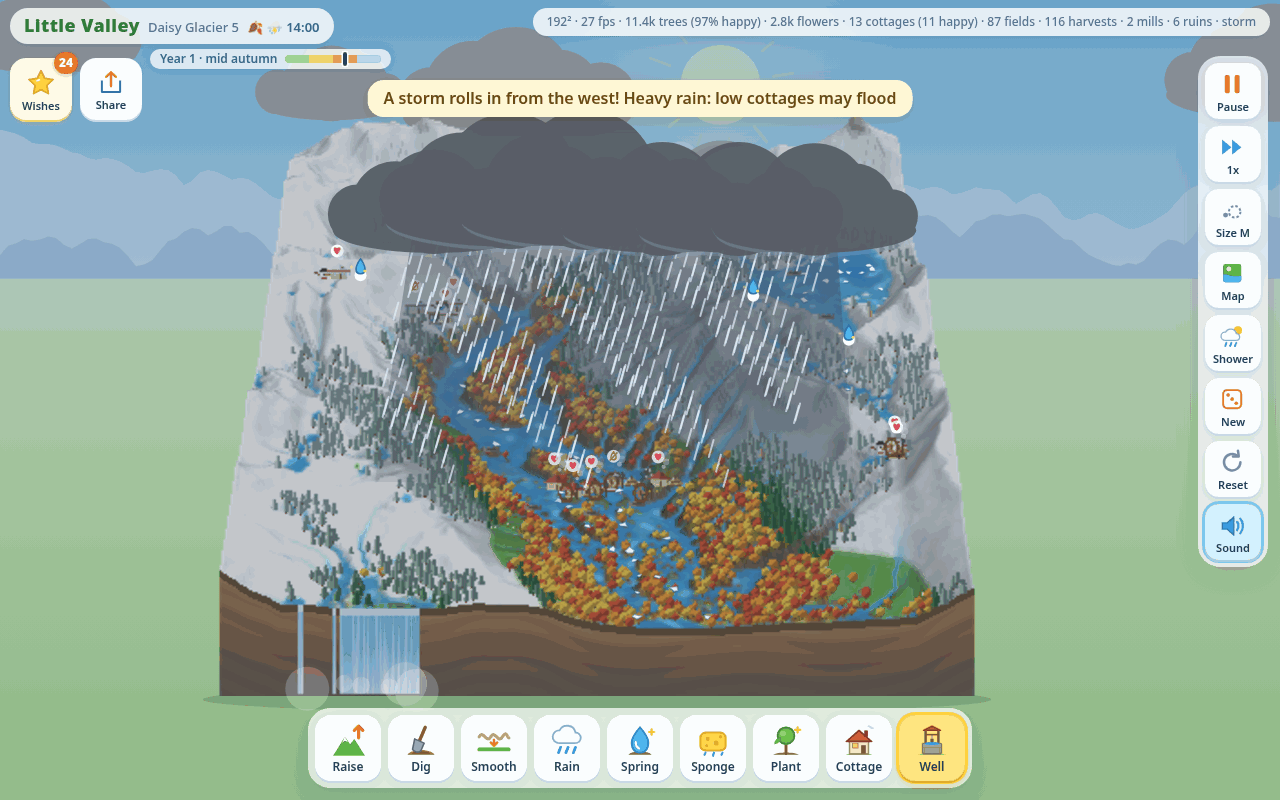 Little Valley Daisy Glacier 5 14:00
192² · 27 fps · 11.4k trees (97% happy) · 2.8k flowers · 13 cottages (11 happy) · 87 fields · 116 harvests · 2 mills · 6 ruins · storm
Year 1 · mid autumn
24
Wishes
Share
A storm rolls in from the west! Heavy rain: low cottages may flood
Pause
1x
Size M
Map
Shower
New
Reset
Sound
Raise
Dig
Smooth
Rain
Spring
Sponge
Plant
Cottage
Well